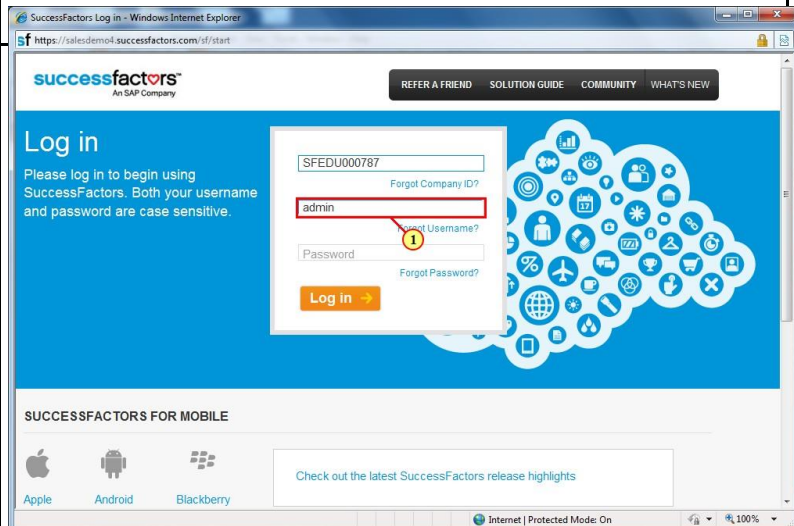 SuccessFactors Log in - Windows Internet Explorer
https://salesdemo4.successfactors.com/sf/start
successfactors™
An SAP Company
REFER A FRIEND SOLUTION GUIDE COMMUNITY WHAT'S NEW
Log in
Please log in to begin using
SuccessFactors. Both your username
and password are case sensitive.
SFEDU000787
Forgot Company ID?
admin
Forgot Username?
1
Password
Forgot Password?
Log in
17
SUCCESSFACTORS FOR MOBILE
Apple Android Blackberry
Check out the latest SuccessFactors release highlights
Internet | Protected Mode: On 100%